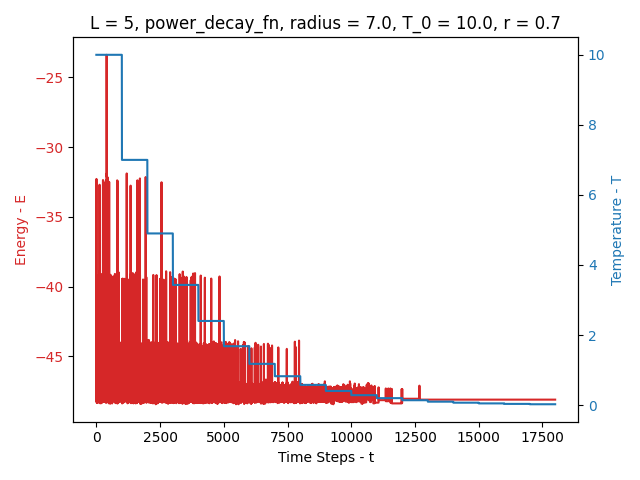 L = 5, power_decay_fn, radius = 7.0, T_0 = 10.0, r = 0.7
Energy - E
−25
−30
−35
−40
−45
10
8
6
4
2
0
Temperature - T
0 2500 5000 7500 10000 12500 15000 17500
Time Steps - t